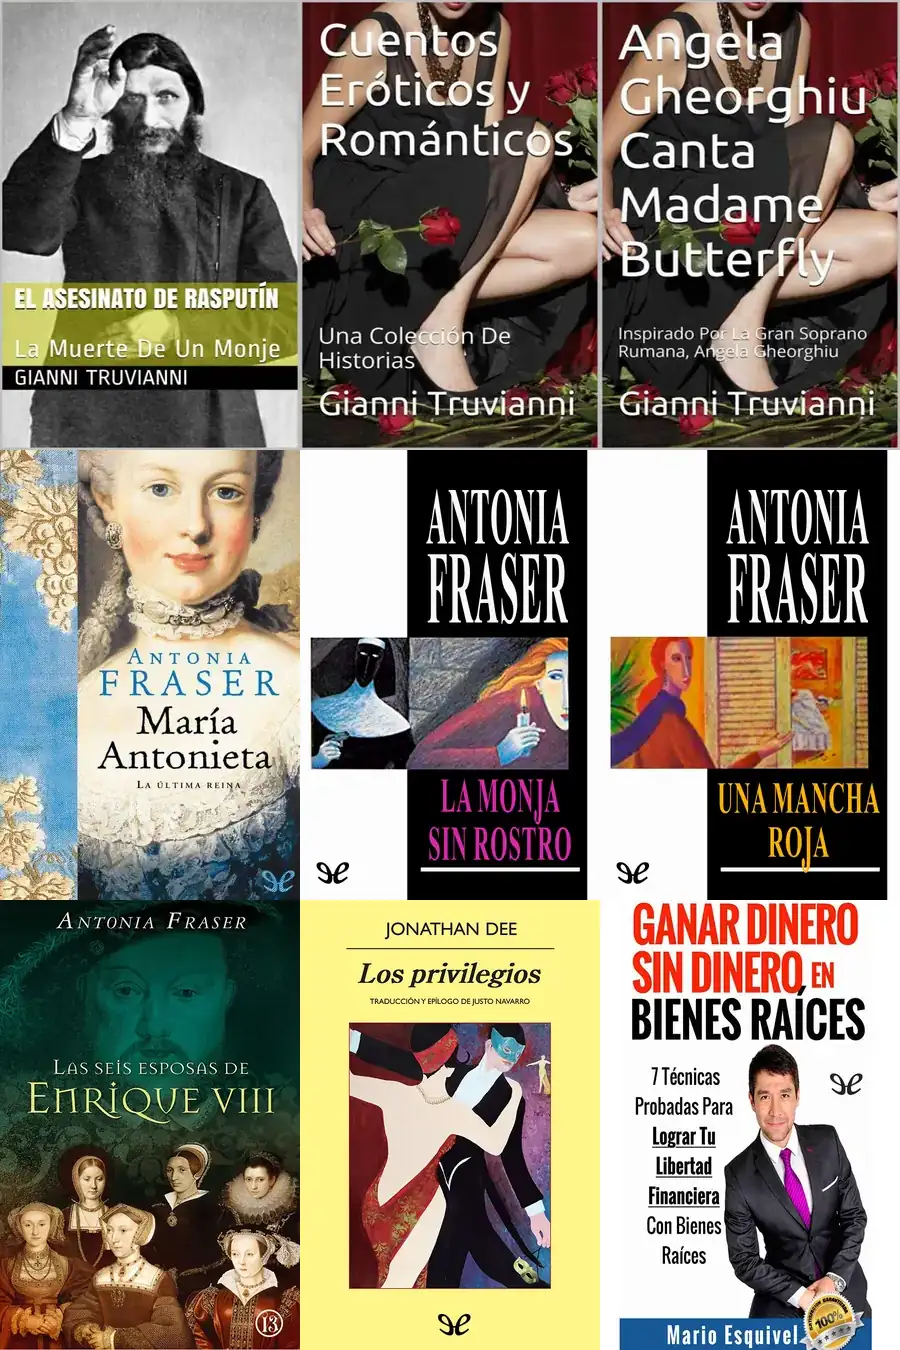 EL ASESINATO DE RASPUTÍN
La Muerte De Un Monje
GIANNI TRUVIANNI
Cuentos
Eróticos y
Románticos
Una Colección De
Historias
Gianni Truvianni
Angela
Gheorghiu
Canta
Madame
Butterfly
Inspirado Por La Gran Soprano
Rumana, Angela Gheorghiu
Gianni Truvianni
ANTONIA
FRASER
María
Antonieta
LA ÚLTIMA REINA
ANTONIA
FRASER
LA MONJA
SIN ROSTRO
ANTONIA
FRASER
UNA MANCHA
ROJA
ANTONIA FRASER
LAS SEIS ESPOSAS DE
ENRIQUE VIII
13
JONATHAN DEE
Los privilegios
TRADUCCIÓN Y EPÍLOGO DE JUSTO NAVARRO
GANAR DINERO
SIN DINERO EN
BIENES RAÍCES
7 Técnicas
Probadas Para
Lograr Tu
Libertad
Financiera
Con Bienes
Raíces
100%
Mario Esquivel